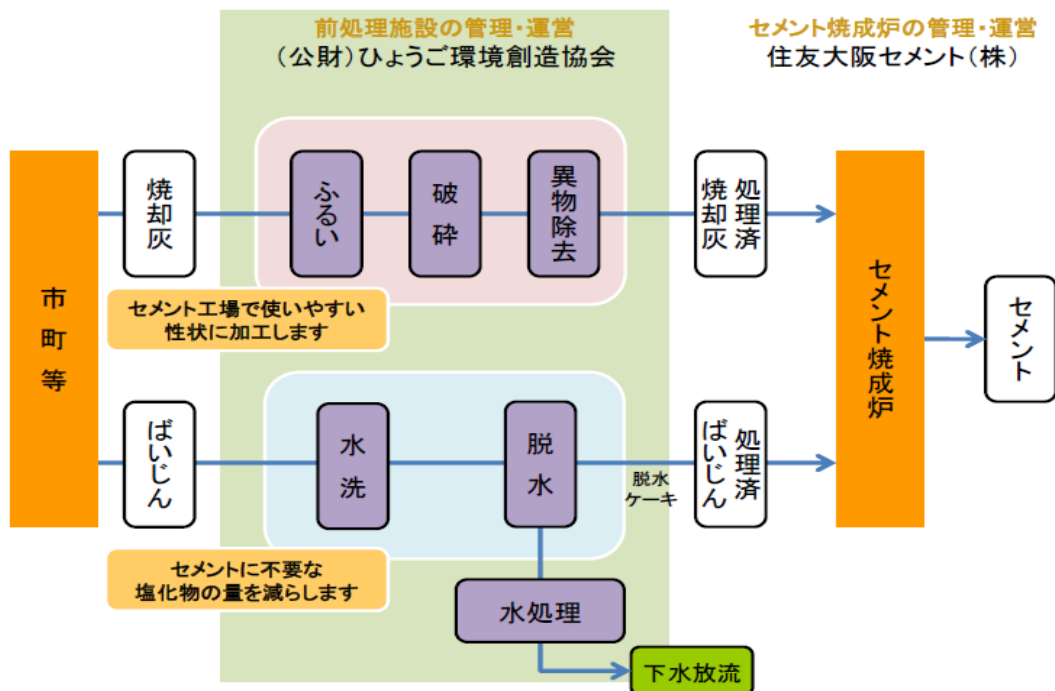 前処理施設の管理・運営
（公財）ひょうご環境創造協会
セメント焼成炉の管理・運営
住友大阪セメント（株）
市町等
焼却灰
ふるい
破砕
異物除去
処理済
焼却灰
セメント工場で使いやすい
性状に加工します
ばいじん
水洗
脱水
脱水
ケーキ
処理済
ばいじん
セメントに不要な
塩化物の量を減らします
水処理
下水放流
セメント焼成炉
セメント